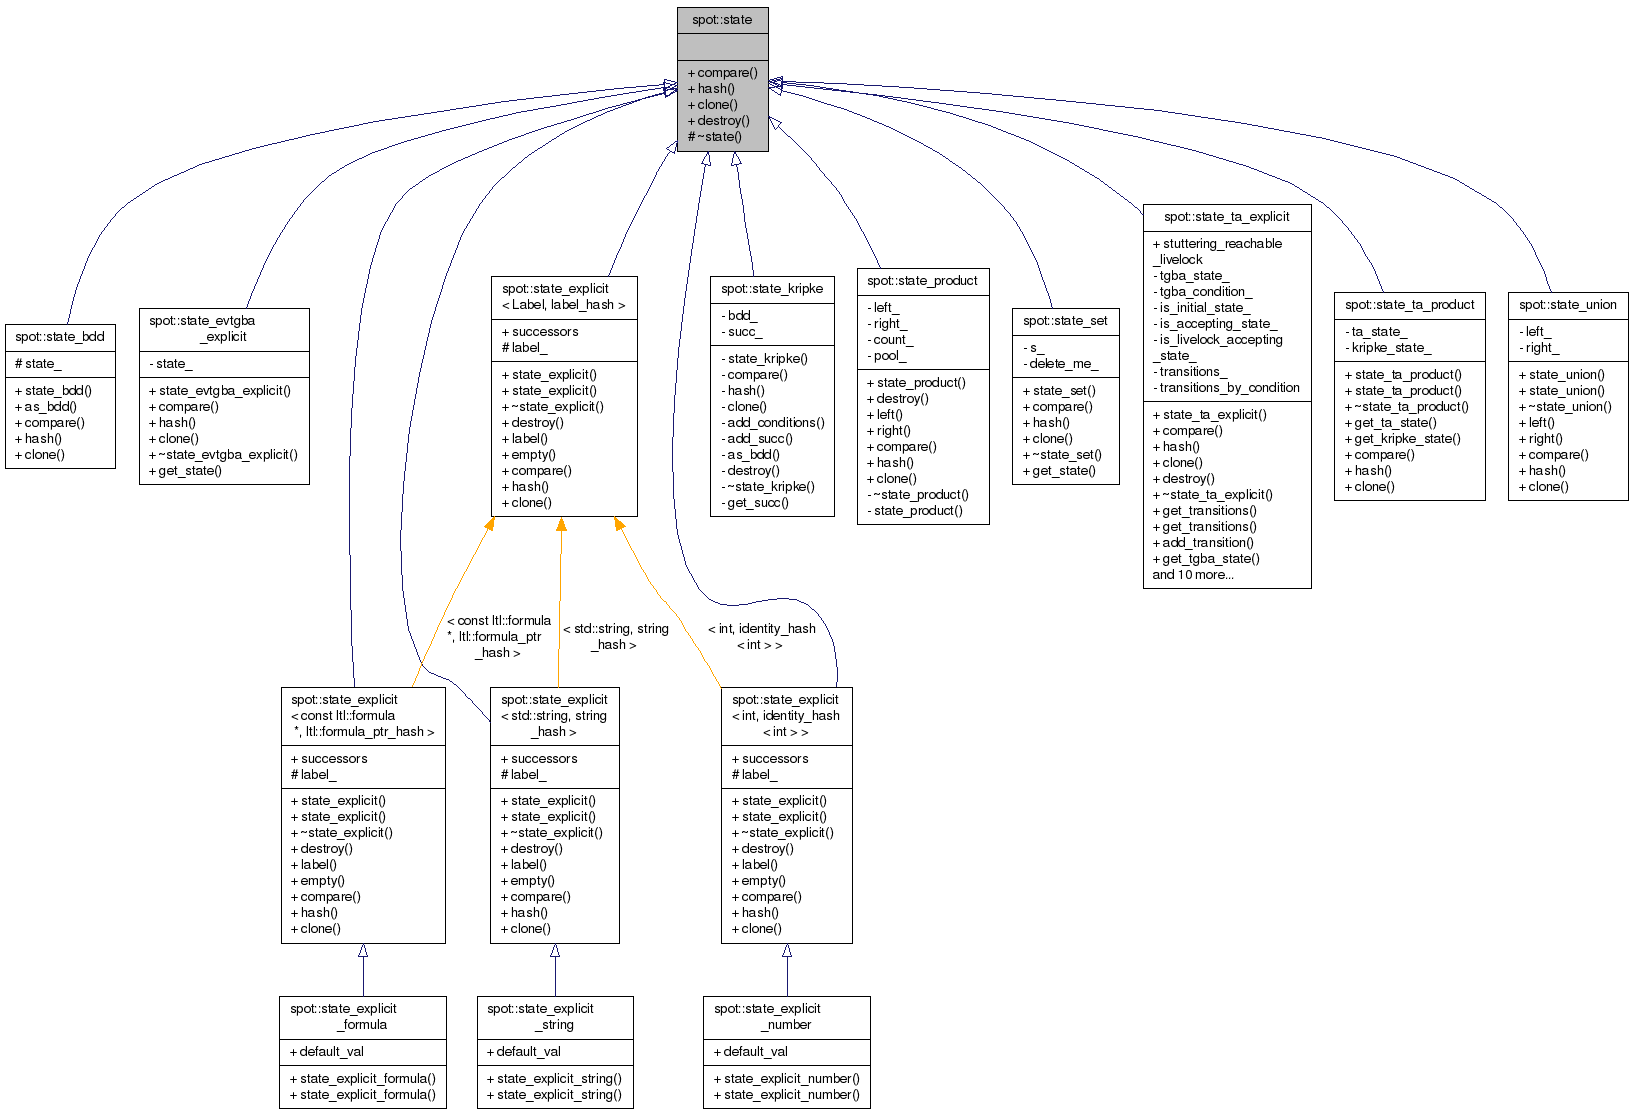 spot::state
+ compare()
+ hash()
+ clone()
+ destroy()
# ~state()
spot::state_bdd
# state_
+ state_bdd()
+ as_bdd()
+ compare()
+ hash()
+ clone()
spot::state_evtgba
_explicit
- state_
+ state_evtgba_explicit()
+ compare()
+ hash()
+ clone()
+ ~state_evtgba_explicit()
+ get_state()
spot::state_explicit
< Label, label_hash >
+ successors
# label_
+ state_explicit()
+ state_explicit()
+ ~state_explicit()
+ destroy()
+ label()
+ empty()
+ compare()
+ hash()
+ clone()
spot::state_kripke
- bdd_
- succ_
- state_kripke()
- compare()
- hash()
- clone()
- add_conditions()
- add_succ()
- as_bdd()
- destroy()
- ~state_kripke()
- get_succ()
spot::state_product
- left_
- right_
- count_
- pool_
+ state_product()
+ destroy()
+ left()
+ right()
+ compare()
+ hash()
+ clone()
- ~state_product()
- state_product()
spot::state_set
- s_
- delete_me_
+ state_set()
+ compare()
+ hash()
+ clone()
+ ~state_set()
+ get_state()
spot::state_ta_explicit
+ stuttering_reachable
_livelock
- tgba_state_
- tgba_condition_
- is_initial_state_
- is_accepting_state_
- is_livelock_accepting
_state_
- transitions_
- transitions_by_condition
+ state_ta_explicit()
+ compare()
+ hash()
+ clone()
+ destroy()
+ ~state_ta_explicit()
+ get_transitions()
+ get_transitions()
+ add_transition()
+ get_tgba_state()
and 10 more...
spot::state_ta_product
- ta_state_
- kripke_state_
+ state_ta_product()
+ state_ta_product()
+ ~state_ta_product()
+ get_ta_state()
+ get_kripke_state()
+ compare()
+ hash()
+ clone()
spot::state_union
- left_
- right_
+ state_union()
+ state_union()
+ ~state_union()
+ left()
+ right()
+ compare()
+ hash()
+ clone()
< const ltl::formula
*, ltl::formula_ptr
_hash >
< std::string, string
_hash >
< int, identity_hash
< int > >
spot::state_explicit
< const ltl::formula
*, ltl::formula_ptr_hash >
+ successors
# label_
+ state_explicit()
+ state_explicit()
+ ~state_explicit()
+ destroy()
+ label()
+ empty()
+ compare()
+ hash()
+ clone()
spot::state_explicit
< std::string, string
_hash >
+ successors
# label_
+ state_explicit()
+ state_explicit()
+ ~state_explicit()
+ destroy()
+ label()
+ empty()
+ compare()
+ hash()
+ clone()
spot::state_explicit
< int, identity_hash
< int > >
+ successors
# label_
+ state_explicit()
+ state_explicit()
+ ~state_explicit()
+ destroy()
+ label()
+ empty()
+ compare()
+ hash()
+ clone()
spot::state_explicit
_formula
+ default_val
+ state_explicit_formula()
+ state_explicit_formula()
spot::state_explicit
_string
+ default_val
+ state_explicit_string()
+ state_explicit_string()
spot::state_explicit
_number
+ default_val
+ state_explicit_number()
+ state_explicit_number()